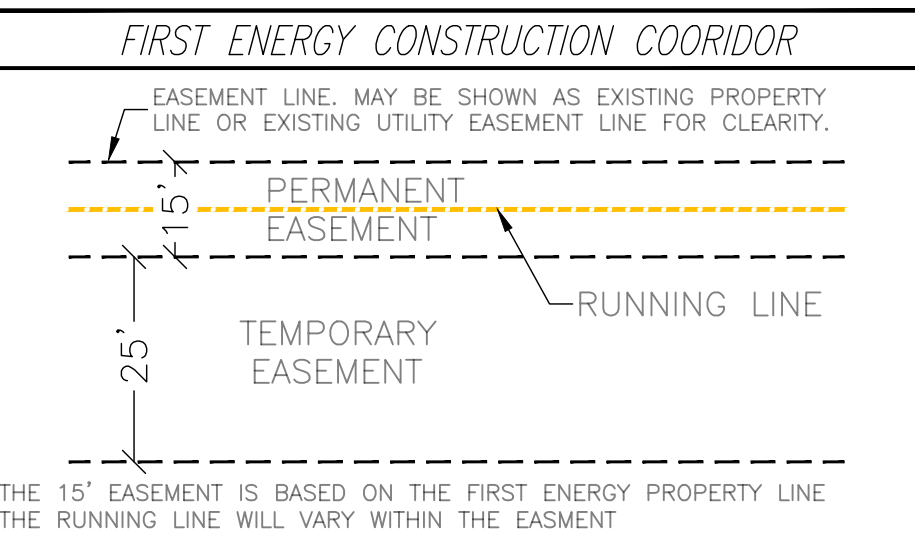 FIRST ENERGY CONSTRUCTION COORIDOR
EASEMENT LINE. MAY BE SHOWN AS EXISTING PROPERTY
LINE OR EXISTING UTILITY EASEMENT LINE FOR CLEARITY.
15'
PERMANENT
EASEMENT
RUNNING LINE
25'
TEMPORARY
EASEMENT
THE 15' EASEMENT IS BASED ON THE FIRST ENERGY PROPERTY LINE
THE RUNNING LINE WILL VARY WITHIN THE EASMENT